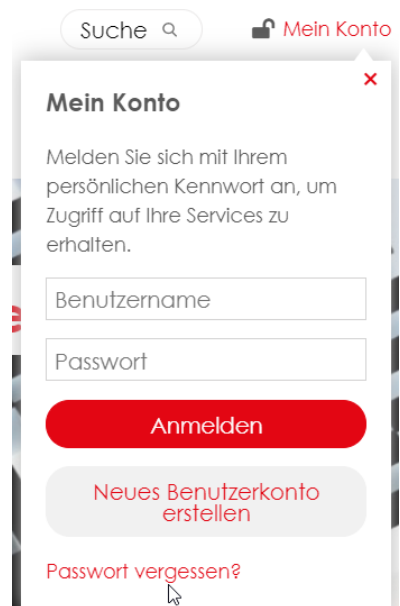 Suche
Mein Konto
Mein Konto
Melden Sie sich mit Ihrem
persönlichen Kennwort an, um
Zugriff auf Ihre Services zu
erhalten.
Benutzername
Passwort
Anmelden
Neues Benutzerkonto
erstellen
Passwort vergessen?